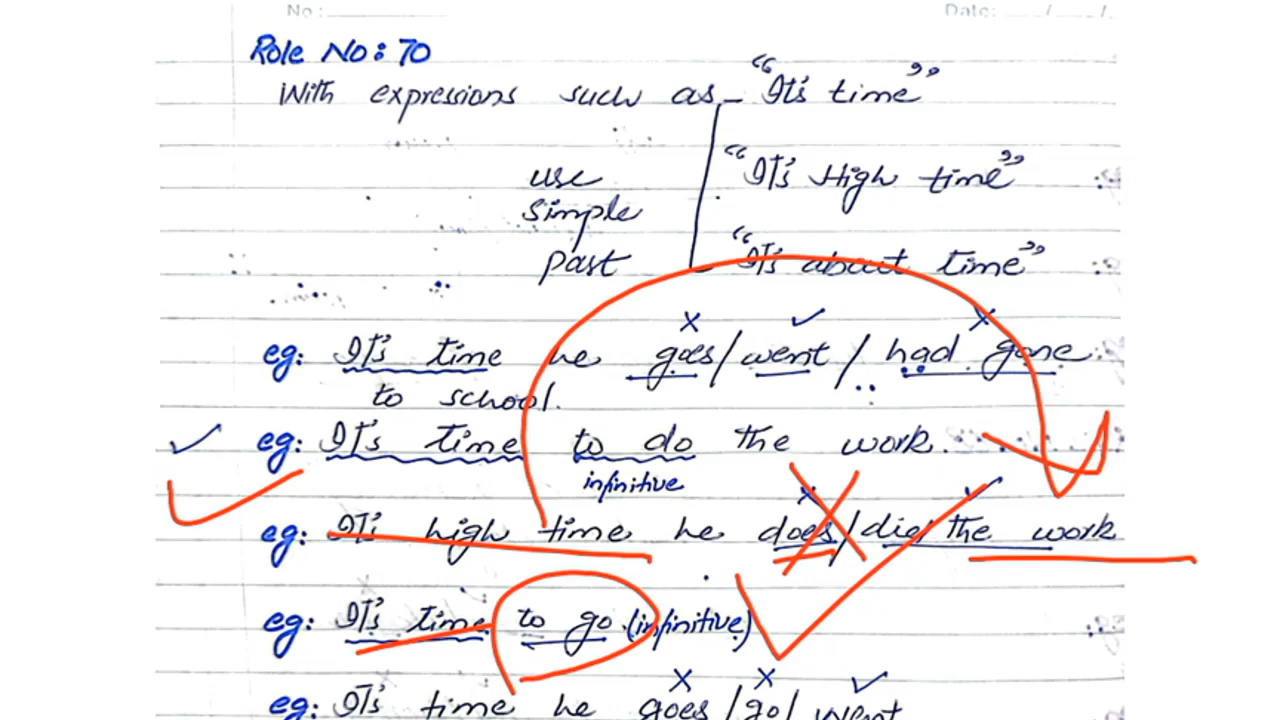 No: Date: / /
Role No: 70
With expressions such as - "It's time"
"It's High time"
use
simple
past "It's about time"
eg: It's time he goes/went / had gone
to school.
eg: It's time to do the work.
infinitive
eg: It's high time he does/did the work
eg: It's time to go (infinitive)
eg: It's time he goes/go/went